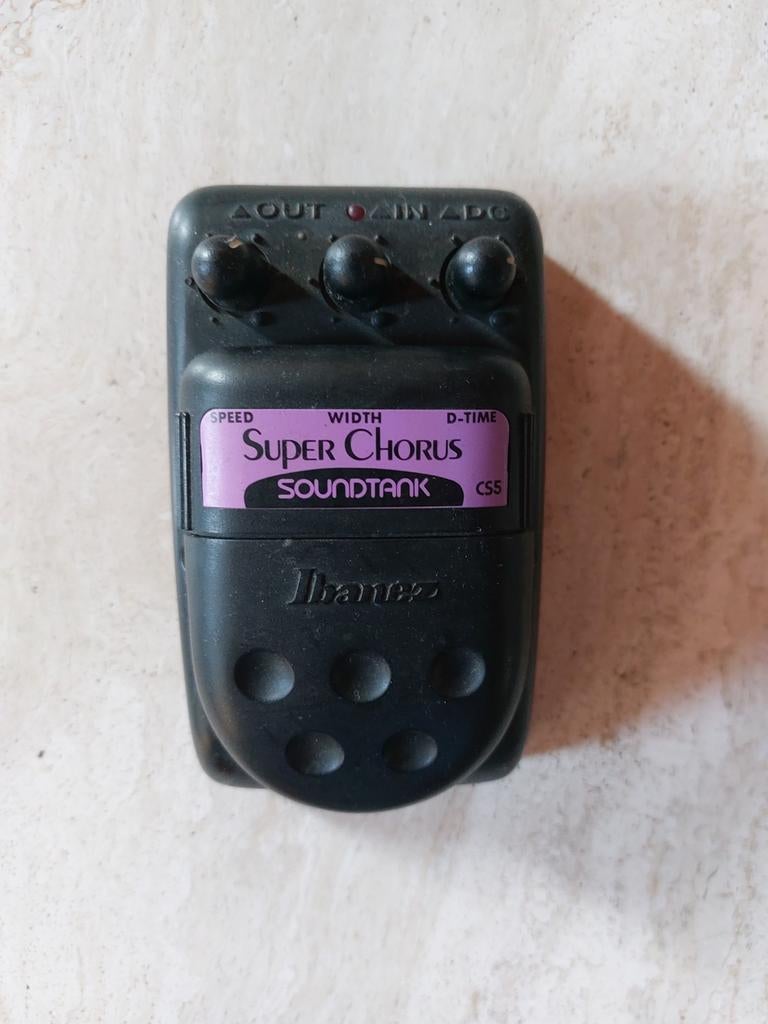 ▲OUT ▲IN ▲DC
SPEED WIDTH D-TIME
SUPER CHORUS
SOUNDTANK CS5
Ibanez